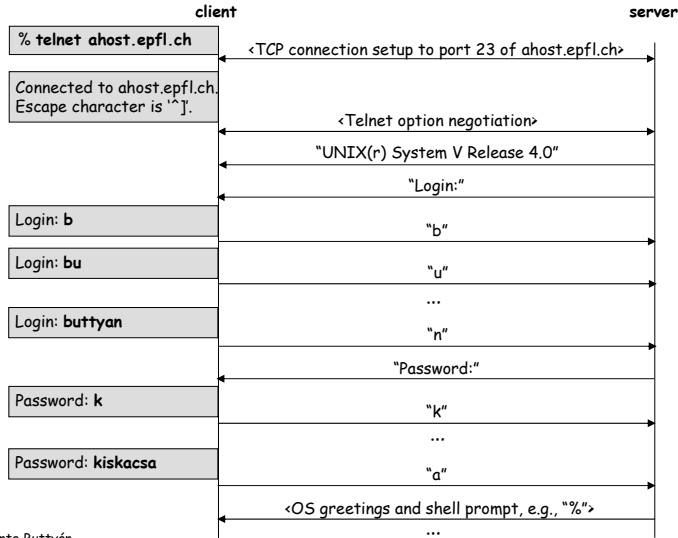 client
server
% telnet ahost.epfl.ch
<TCP connection setup to port 23 of ahost.epfl.ch>
Connected to ahost.epfl.ch.
Escape character is ‘^]’.
<Telnet option negotiation>
“UNIX(r) System V Release 4.0”
“Login:”
Login: b
“b”
Login: bu
“u”
…
Login: buttyan
“n”
“Password:”
Password: k
“k”
…
Password: kiskacsa
“a”
<OS greetings and shell prompt, e.g., “%”>
…
Buttyán